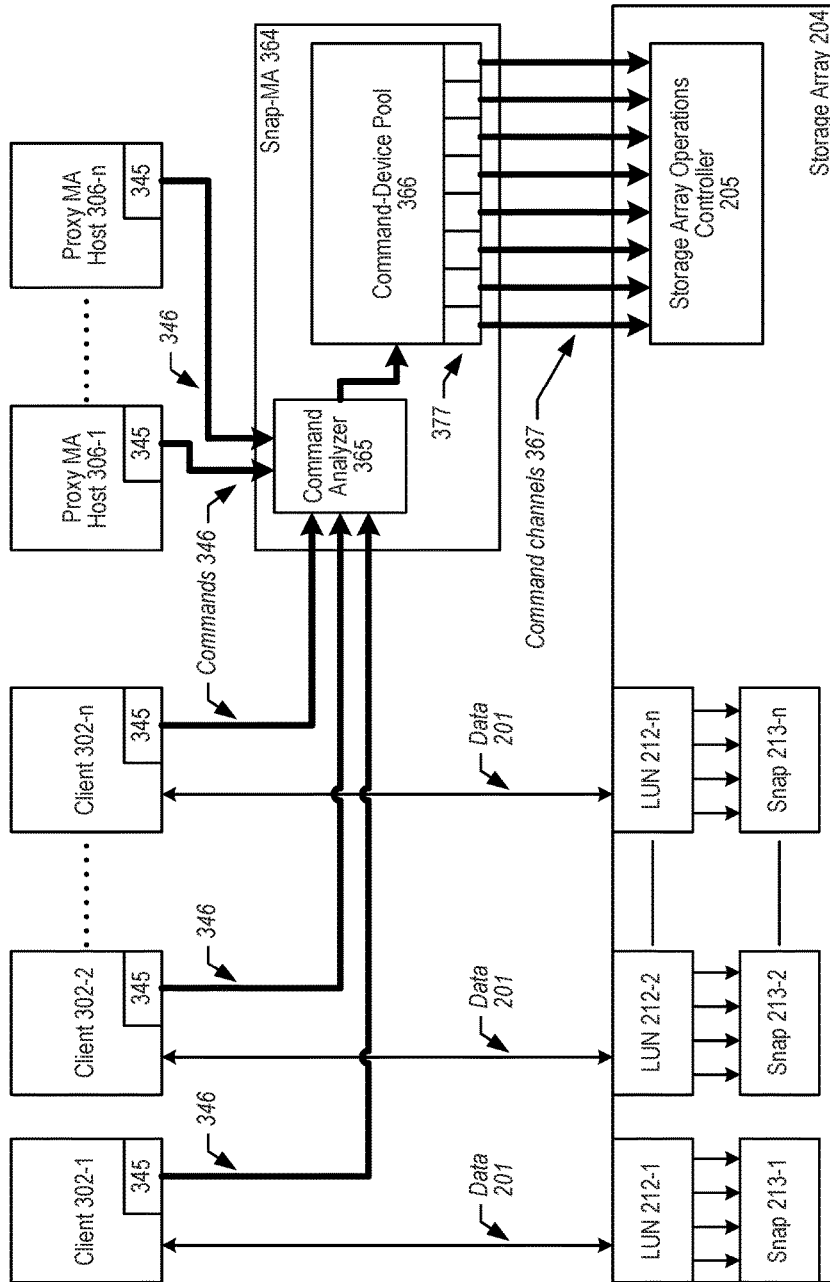 Client 302-1
345
Client 302-2
345
Client 302-n
345
Proxy MA
Host 306-1
345
Proxy MA
Host 306-n
345
346
346
Commands 346
346
Snap-MA 364
Command
Analyzer
365
Command-Device Pool
366
377
Data
201
Data
201
Data
201
Command channels 367
LUN 212-1
LUN 212-2
LUN 212-n
Snap 213-1
Snap 213-2
Snap 213-n
Storage Array Operations
Controller
205
Storage Array 204